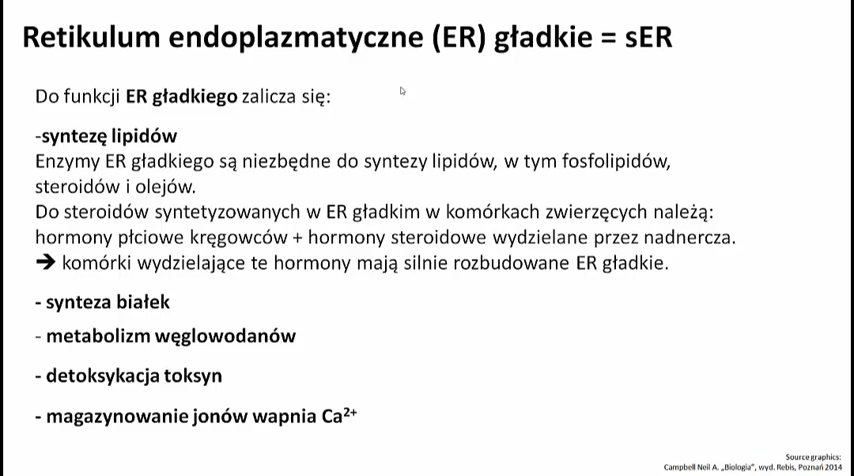 Retikulum endoplazmatyczne (ER) gładkie = sER
Do funkcji ER gładkiego zalicza się:
-syntezę lipidów
Enzymy ER gładkiego są niezbędne do syntezy lipidów, w tym fosfolipidów,
steroidów i olejów.
Do steroidów syntetyzowanych w ER gładkim w komórkach zwierzęcych należą:
hormony płciowe kręgowców + hormony steroidowe wydzielane przez nadnercza.
➔ komórki wydzielające te hormony mają silnie rozbudowane ER gładkie.
- synteza białek
- metabolizm węglowodanów
- detoksykacja toksyn
- magazynowanie jonów wapnia Ca²⁺
Source graphics:
Campbell Neil A. „Biologia", wyd. Rebis, Poznań 2014